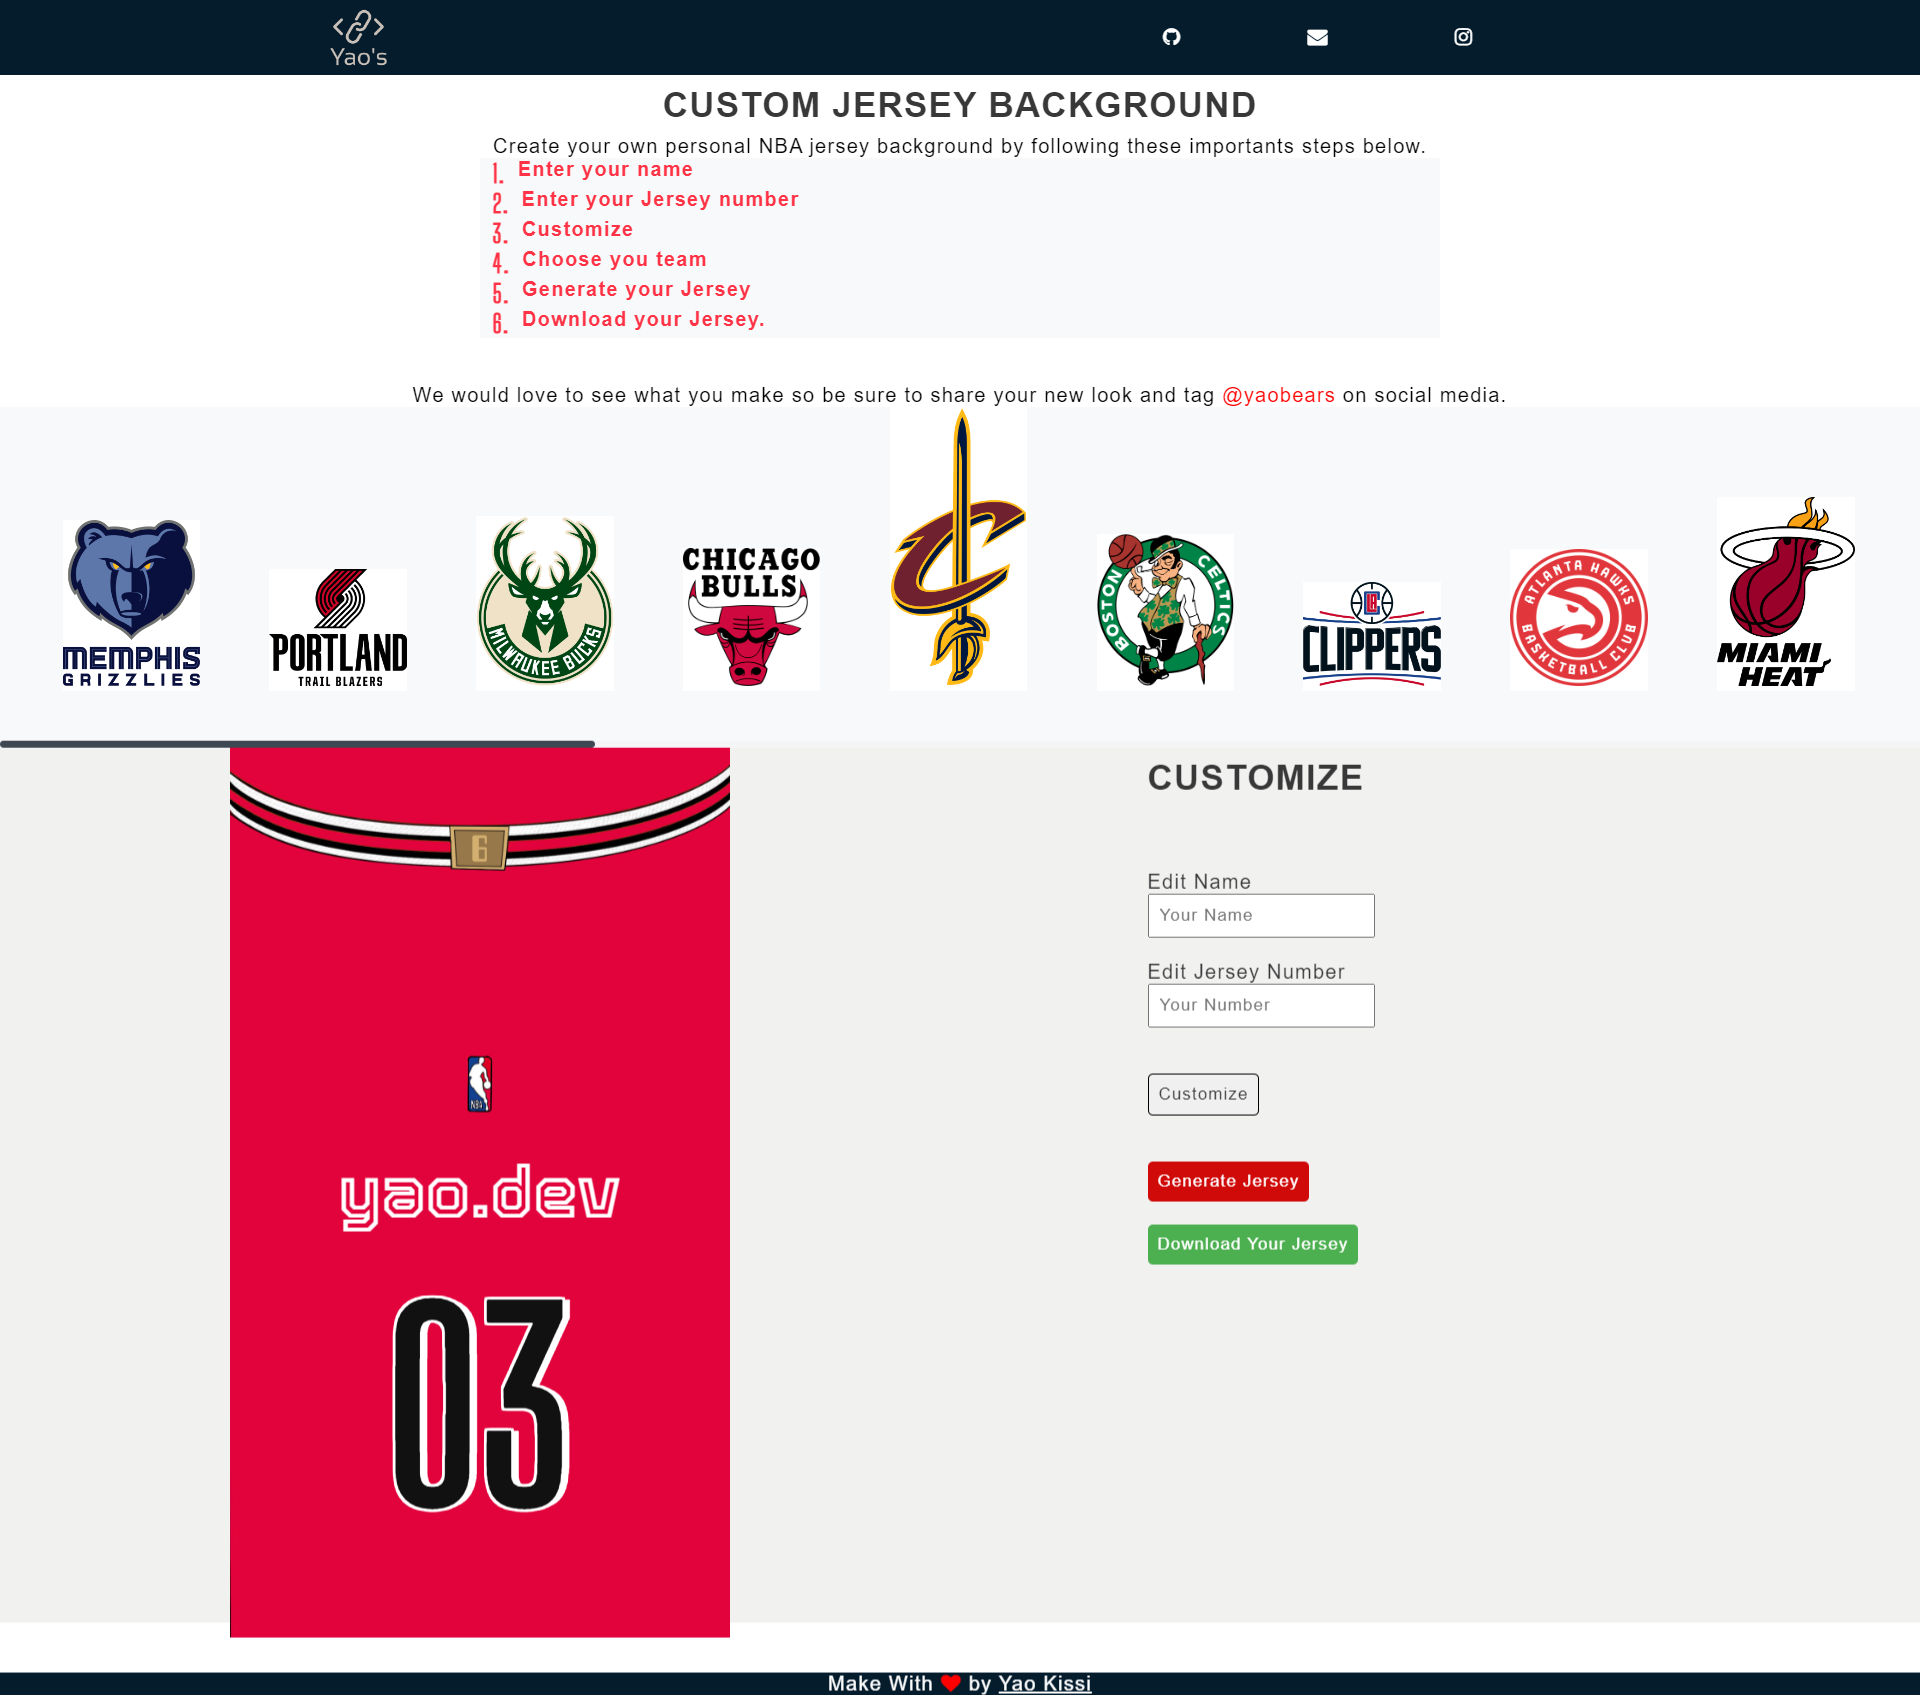 Yao's
CUSTOM JERSEY BACKGROUND
Create your own personal NBA jersey background by following these importants steps below.
1. Enter your name
2. Enter your Jersey number
3. Customize
4. Choose you team
5. Generate your Jersey
6. Download your Jersey.
We would love to see what you make so be sure to share your new look and tag @yaobears on social media.
MEMPHIS
GRIZZLIES
PORTLAND
TRAIL BLAZERS
MILWAUKEE BUCKS
CHICAGO
BULLS
C
BOSTON CELTICS
LAC
CLIPPERS
ATLANTA HAWKS
BASKETBALL CLUB
MIAMI
HEAT
6
NBA
yao.dev
03
CUSTOMIZE
Edit Name
Your Name
Edit Jersey Number
Your Number
Customize
Generate Jersey
Download Your Jersey
Make With ❤ by Yao Kissi